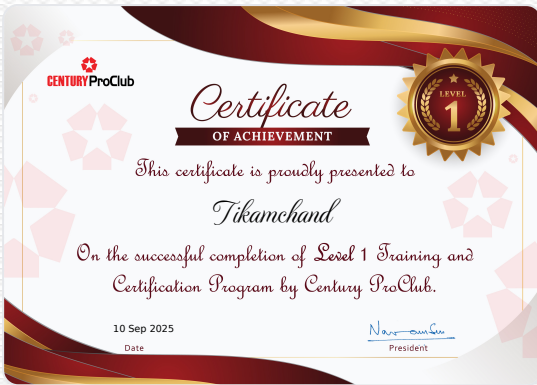 CENTURY ProClub
LEVEL
1
Certificate
OF ACHIEVEMENT
This certificate is proudly presented to
Tikamchand
On the successful completion of Level 1 Training and
Certification Program by Century ProClub.
10 Sep 2025
Date
President